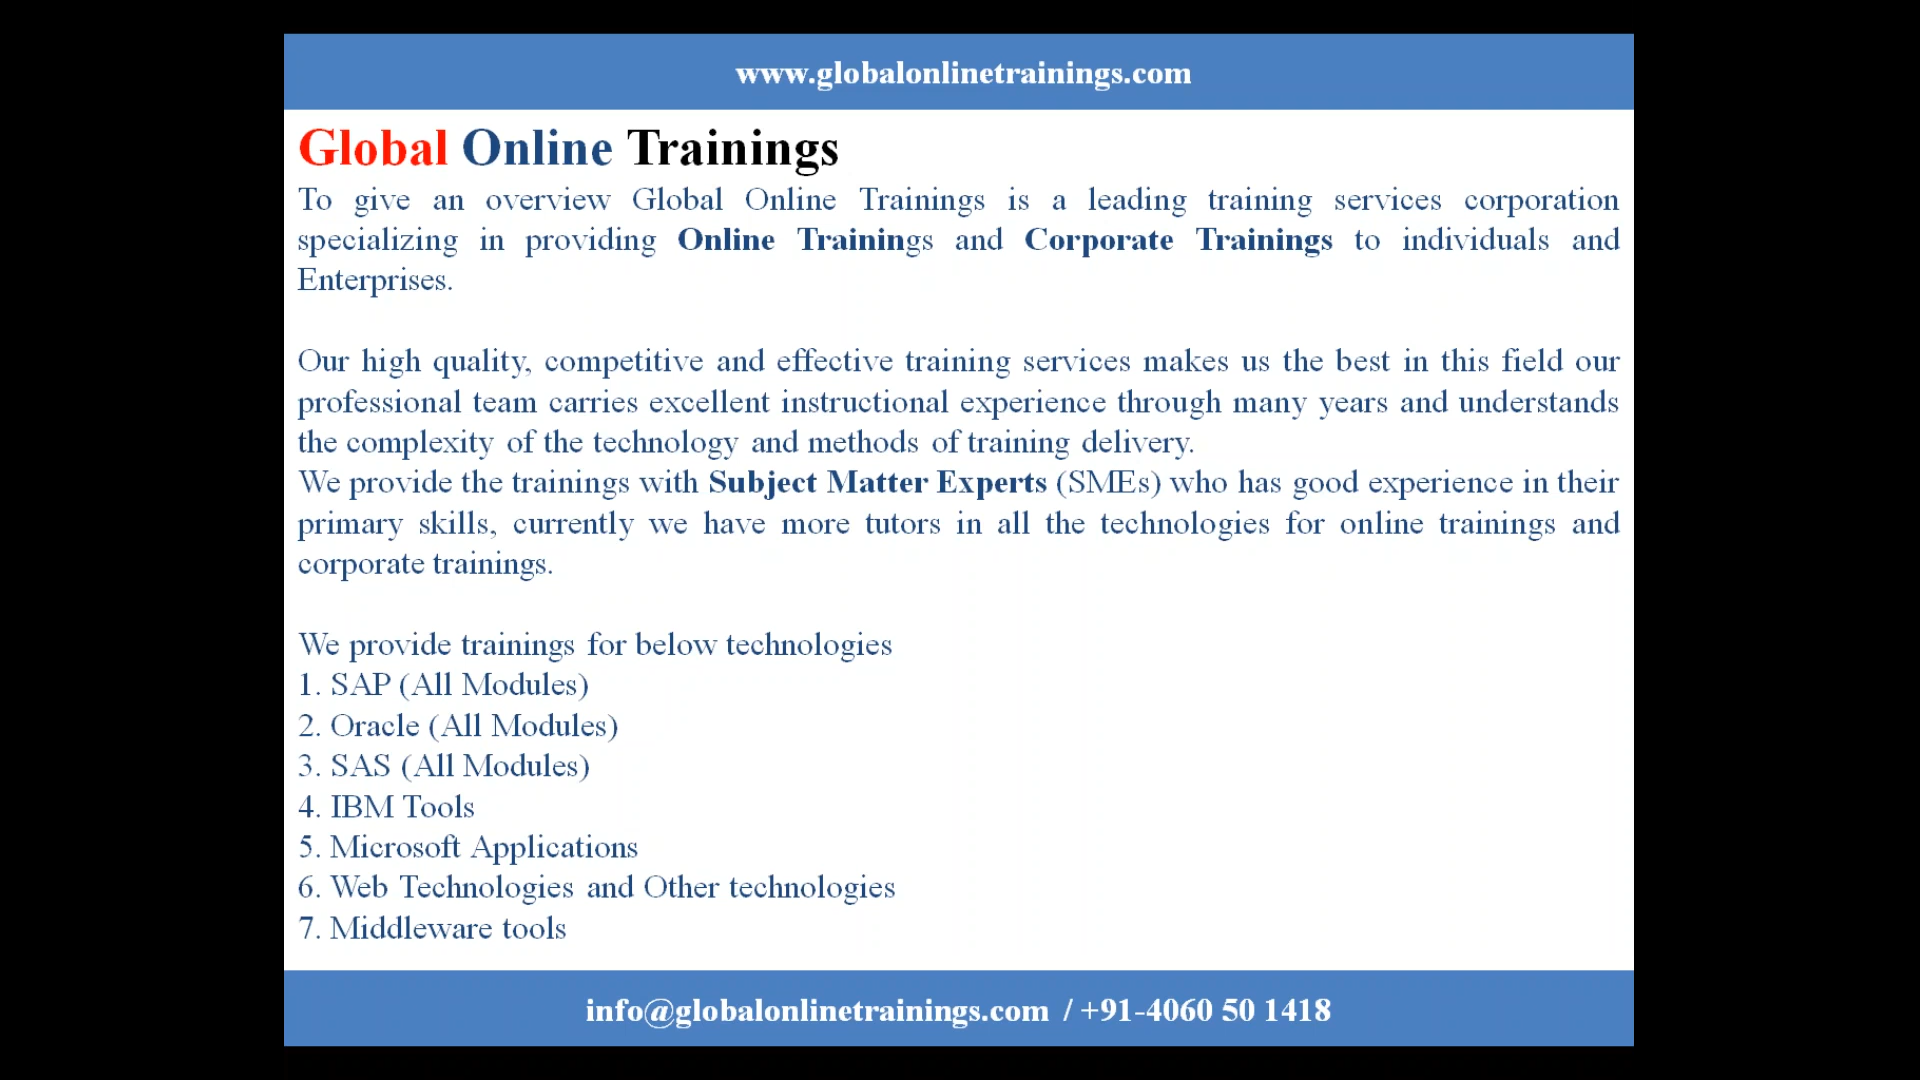 www.globalonlinetrainings.com
Global Online Trainings
To give an overview Global Online Trainings is a leading training services corporation
specializing in providing Online Trainings and Corporate Trainings to individuals and
Enterprises.
Our high quality, competitive and effective training services makes us the best in this field our
professional team carries excellent instructional experience through many years and understands
the complexity of the technology and methods of training delivery.
We provide the trainings with Subject Matter Experts (SMEs) who has good experience in their
primary skills, currently we have more tutors in all the technologies for online trainings and
corporate trainings.
We provide trainings for below technologies
1. SAP (All Modules)
2. Oracle (All Modules)
3. SAS (All Modules)
4. IBM Tools
5. Microsoft Applications
6. Web Technologies and Other technologies
7. Middleware tools
info@globalonlinetrainings.com / +91-4060 50 1418